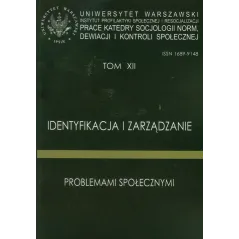 UNIWERSYTET WARSZAWSKI
INSTYTUT PROFILAKTYKI SPOŁECZNEJ I RESOCJALIZACJI
PRACE KATEDRY SOCJOLOGII NORM,
DEWIACJI I KONTROLI SPOŁECZNEJ
ISSN 1689-9148
TOM XII
IDENTYFIKACJA I ZARZĄDZANIE
PROBLEMAMI SPOŁECZNYMI